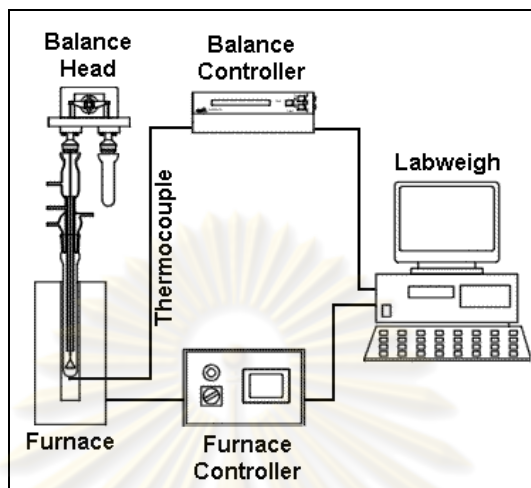 Balance
Head
Balance
Controller
Labweigh
Thermocouple
Furnace
Furnace
Controller